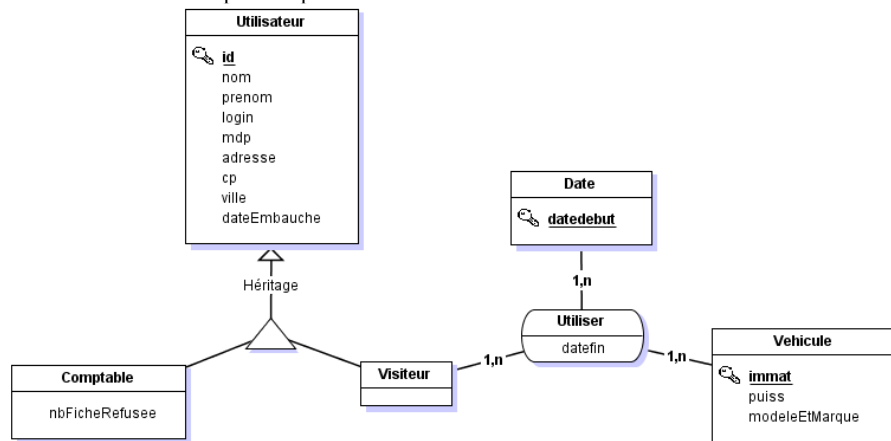 Utilisateur
id
nom
prenom
login
mdp
adresse
cp
ville
dateEmbauche
Date
datedebut
Héritage
1,n
Utiliser
datefin
Comptable
nbFicheRefusee
Visiteur
1,n
1,n
Vehicule
immat
puiss
modeleEtMarque